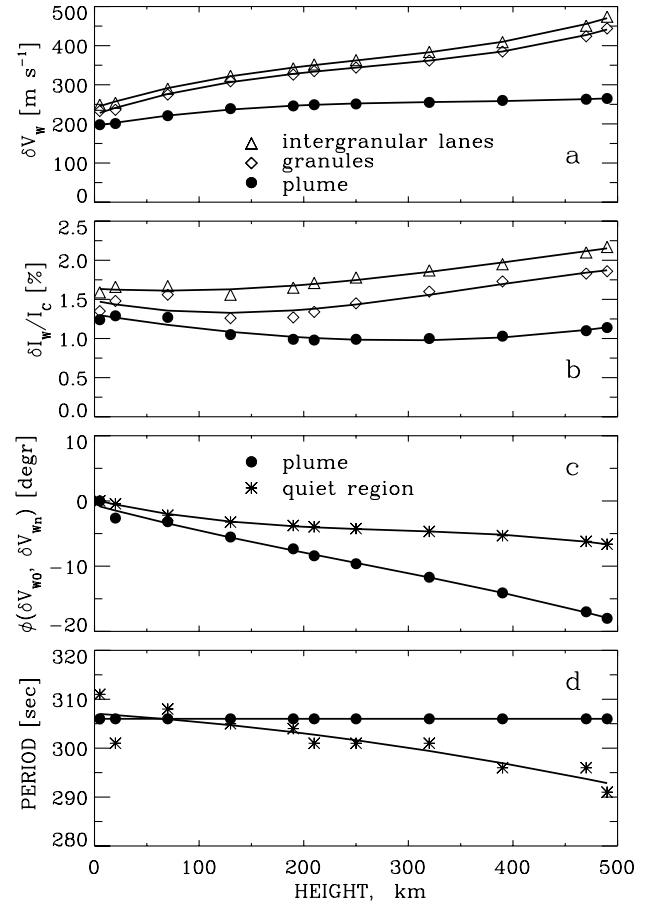 δV_w [m s⁻¹]
500
400
300
200
100
0
intergranular lanes
granules
plume
a
δI_w/I_c [%]
2.5
2.0
1.5
1.0
0.5
0.0
b
ϕ(δV_w0, δV_wn) [degr]
10
0
−10
−20
plume
quiet region
c
PERIOD [sec]
320
310
300
290
280
d
0 100 200 300 400 500
HEIGHT, km